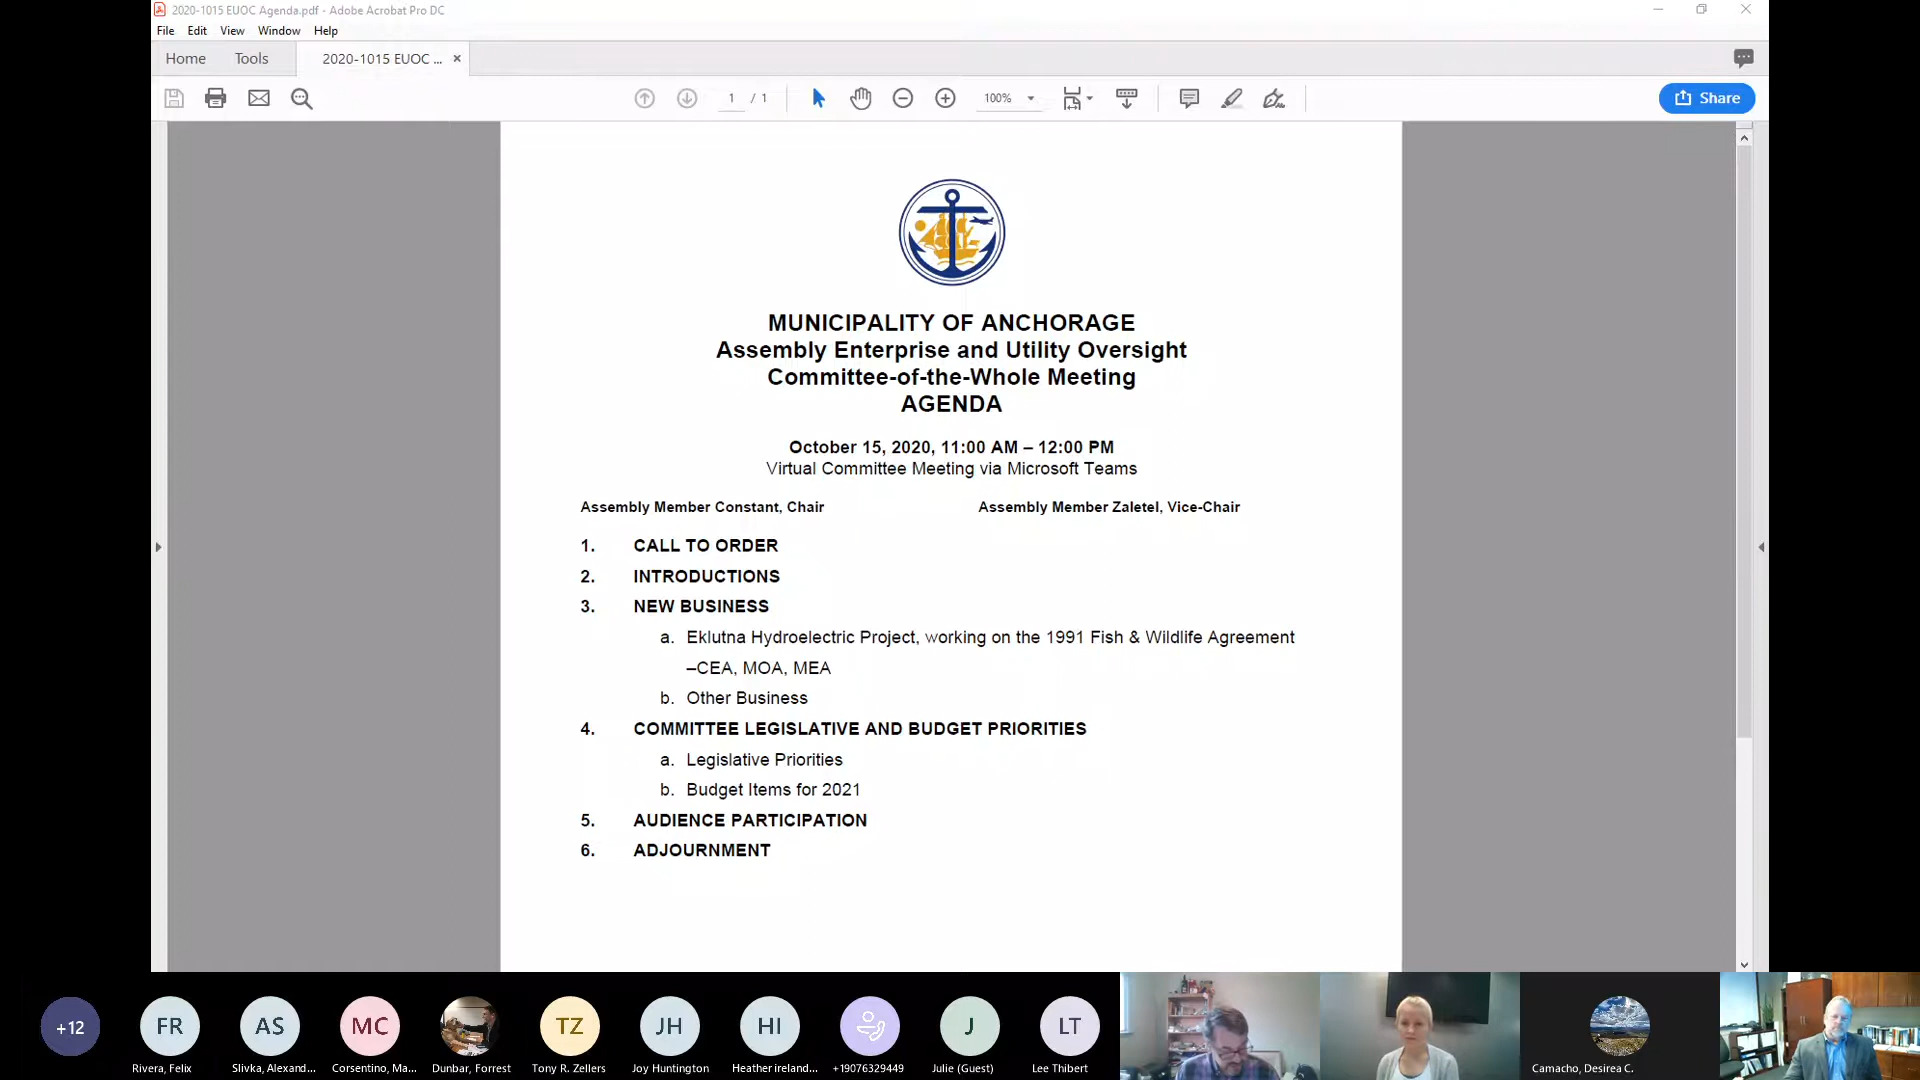 2020-1015 EUOC Agenda.pdf - Adobe Acrobat Pro DC
File Edit View Window Help
Home Tools 2020-1015 EUOC ... ×
1 / 1 100% Share
MUNICIPALITY OF ANCHORAGE
Assembly Enterprise and Utility Oversight
Committee-of-the-Whole Meeting
AGENDA
October 15, 2020, 11:00 AM – 12:00 PM
Virtual Committee Meeting via Microsoft Teams
Assembly Member Constant, Chair Assembly Member Zaletel, Vice-Chair
1. CALL TO ORDER
2. INTRODUCTIONS
3. NEW BUSINESS
a. Eklutna Hydroelectric Project, working on the 1991 Fish & Wildlife Agreement
–CEA, MOA, MEA
b. Other Business
4. COMMITTEE LEGISLATIVE AND BUDGET PRIORITIES
a. Legislative Priorities
b. Budget Items for 2021
5. AUDIENCE PARTICIPATION
6. ADJOURNMENT
+12 FR AS MC TZ JH HI J LT
Rivera, Felix Slivka, Alexand... Corsentino, Ma... Dunbar, Forrest Tony R. Zellers Joy Huntington Heather ireland... +19076329449 Julie (Guest) Lee Thibert Camacho, Desirea C.